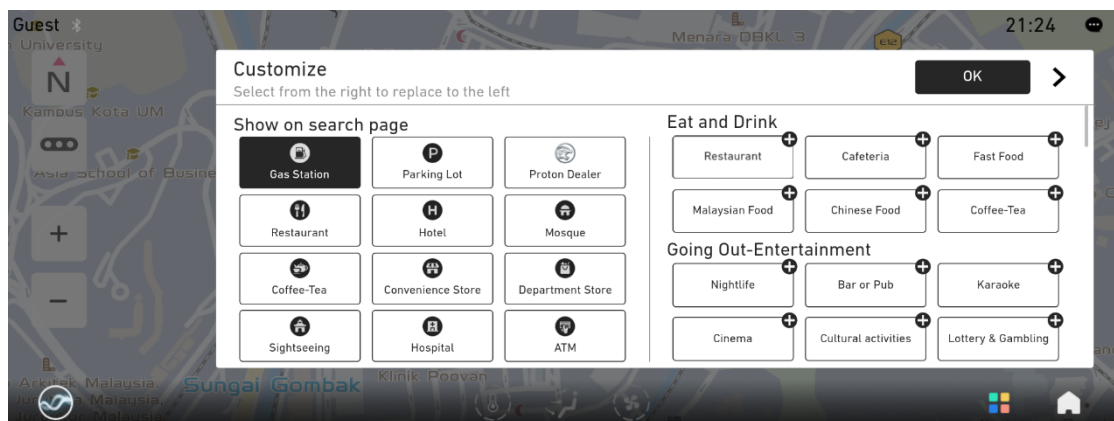 Guest
21:24
University
Menara DBKL 3
E12
N
Kampus Kota UM
Asia School of Busine
Customize
Select from the right to replace to the left
OK
Show on search page
Gas Station
P
Parking Lot
Proton Dealer
Restaurant
H
Hotel
Mosque
Coffee-Tea
Convenience Store
Department Store
Sightseeing
Hospital
ATM
Eat and Drink
Restaurant
Cafeteria
Fast Food
Malaysian Food
Chinese Food
Coffee-Tea
Going Out-Entertainment
Nightlife
Bar or Pub
Karaoke
Cinema
Cultural activities
Lottery & Gambling
Arkitek Malaysia.
Sungai Gombak
Klinik Poovan
Malaysia.
Malaysia